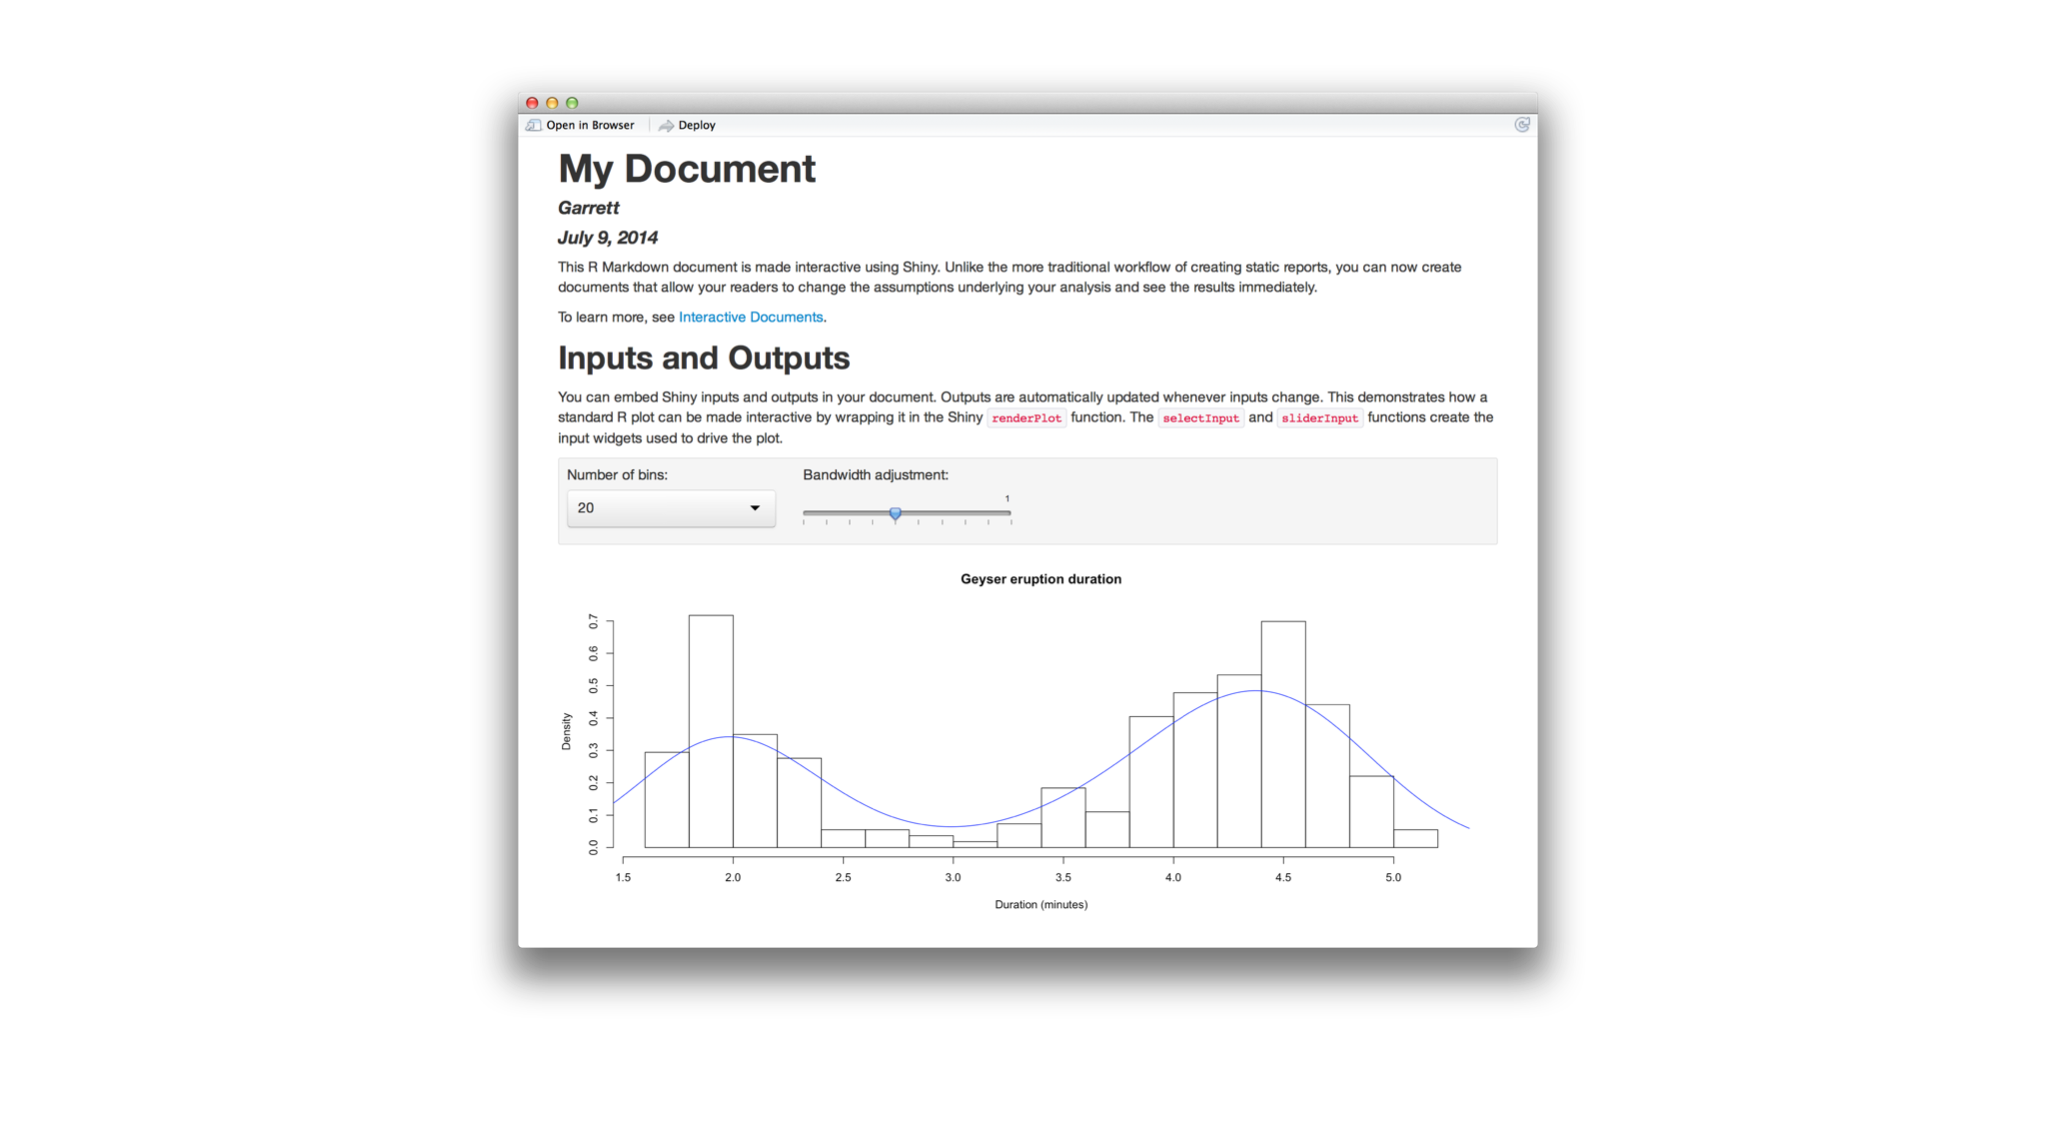 Open in Browser
Deploy
My Document
Garrett
July 9, 2014
This R Markdown document is made interactive using Shiny. Unlike the more traditional workflow of creating static reports, you can now create
documents that allow your readers to change the assumptions underlying your analysis and see the results immediately.
To learn more, see Interactive Documents.
Inputs and Outputs
You can embed Shiny inputs and outputs in your document. Outputs are automatically updated whenever inputs change. This demonstrates how a
standard R plot can be made interactive by wrapping it in the Shiny renderPlot function. The selectInput and sliderInput functions create the
input widgets used to drive the plot.
Number of bins:
20
Bandwidth adjustment:
1
Geyser eruption duration
Density
0.7
0.6
0.5
0.4
0.3
0.2
0.1
0.0
1.5 2.0 2.5 3.0 3.5 4.0 4.5 5.0
Duration (minutes)